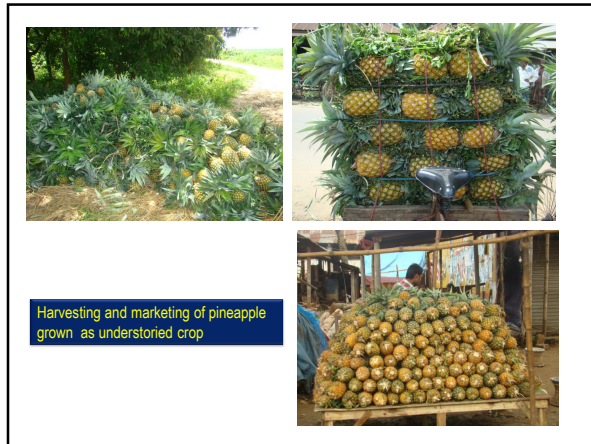 Harvesting and marketing of pineapple
grown as understoried crop